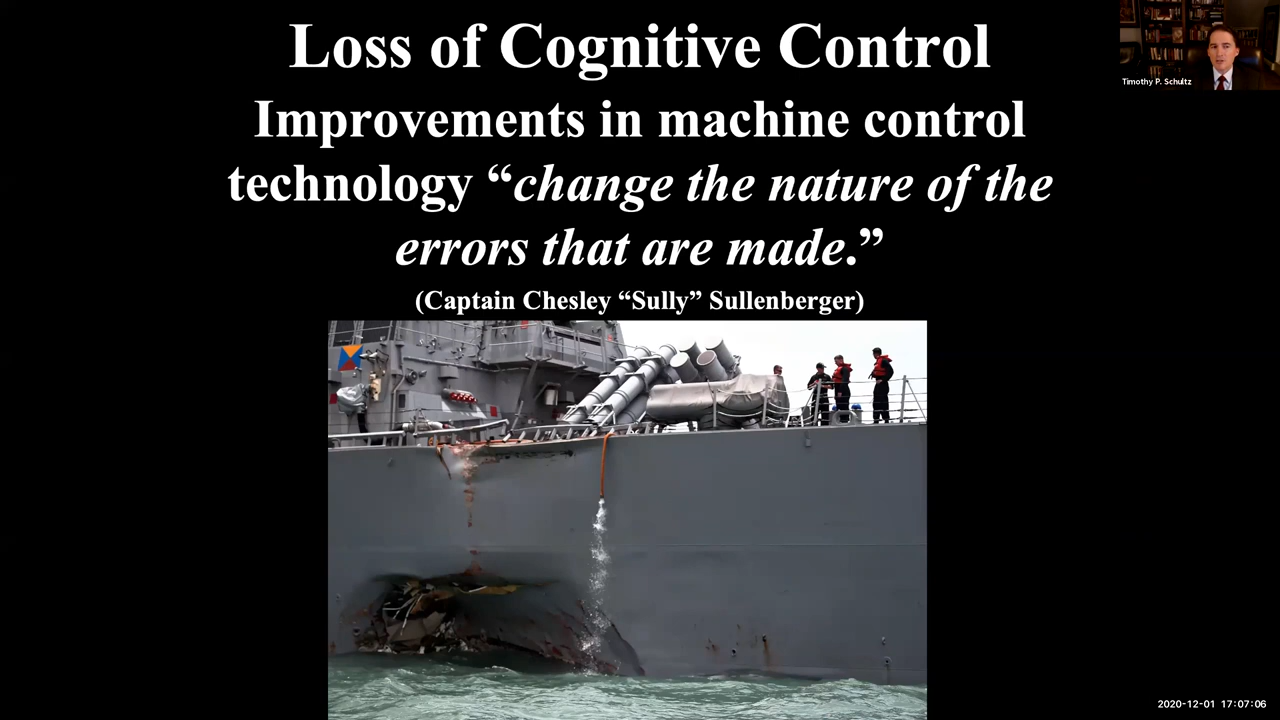 Loss of Cognitive Control
Improvements in machine control
technology “change the nature of the
errors that are made.”
(Captain Chesley “Sully” Sullenberger)
Timothy P. Schultz
2020-12-01 17:07:06